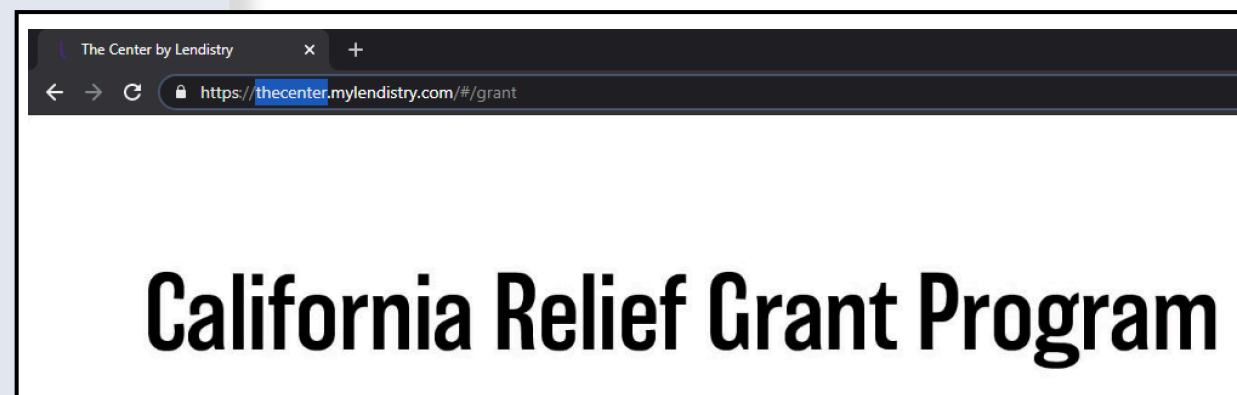 The Center by Lendistry
https://thecenter.mylendistry.com/#/grant
California Relief Grant Program